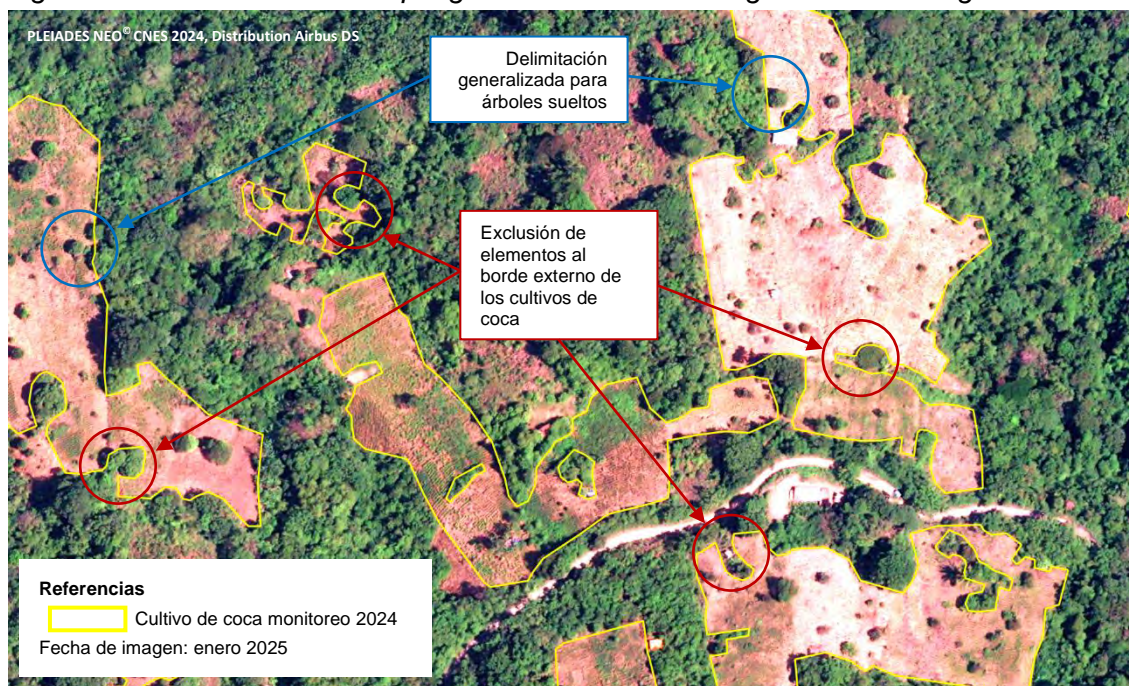 PLEIADES NEO© CNES 2024, Distribution Airbus DS
Delimitación
generalizada para
árboles sueltos
Exclusión de
elementos al
borde externo de
los cultivos de
coca
Referencias
Cultivo de coca monitoreo 2024
Fecha de imagen: enero 2025